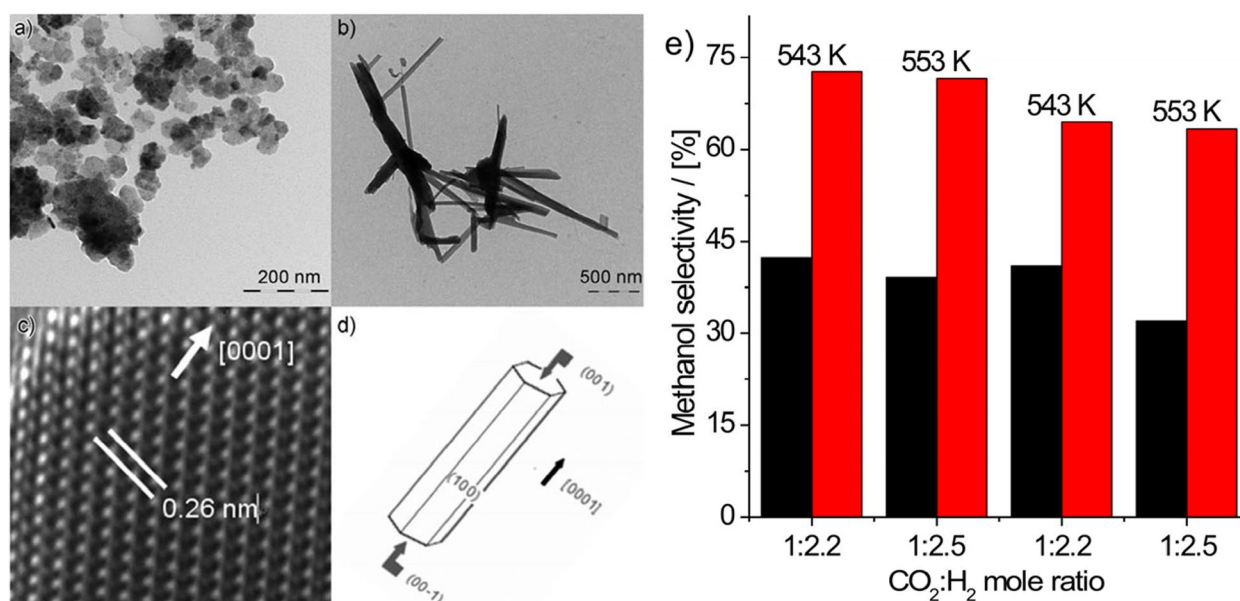 a)
200 nm
b)
500 nm
c)
[0001]
0.26 nm
d)
(001)
(100)
[0001]
(00-1)
e)
Methanol selectivity / [%]
75
60
45
30
15
0
543 K
553 K
543 K
553 K
1:2.2
1:2.5
1:2.2
1:2.5
CO₂:H₂ mole ratio